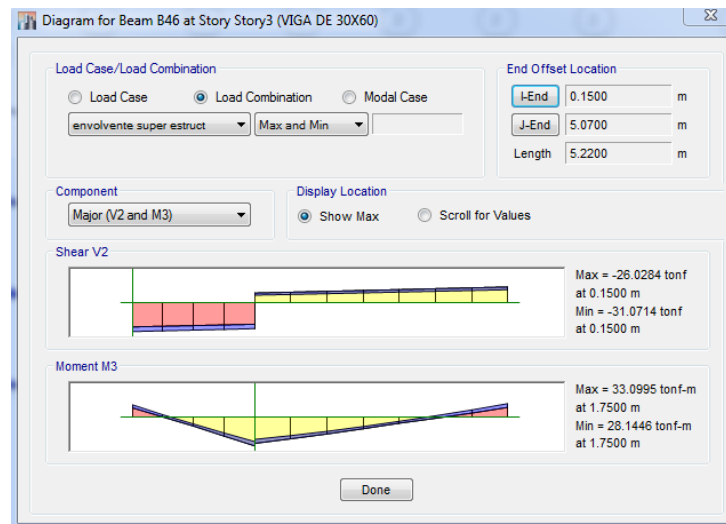 Diagram for Beam B46 at Story Story3 (VIGA DE 30X60)
Load Case/Load Combination
Load Case
Load Combination
Modal Case
envolvente super estruct
Max and Min
End Offset Location
I-End 0.1500 m
J-End 5.0700 m
Length 5.2200 m
Component
Major (V2 and M3)
Display Location
Show Max
Scroll for Values
Shear V2
Max = -26.0284 tonf
at 0.1500 m
Min = -31.0714 tonf
at 0.1500 m
Moment M3
Max = 33.0995 tonf-m
at 1.7500 m
Min = 28.1446 tonf-m
at 1.7500 m
Done